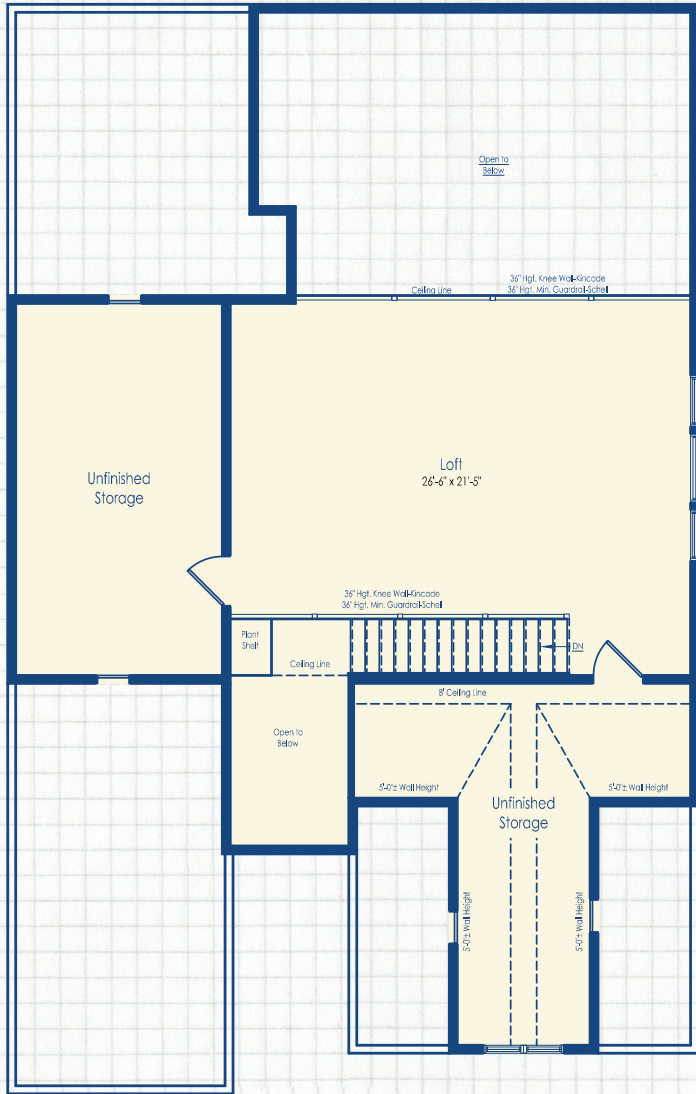 Open to
Below
36" Hgt. Knee Wall-Kincade
Ceiling Line
36" Hgt. Min. Guardrail-Schell
Loft
26'-6" x 21'-5"
Unfinished
Storage
36" Hgt. Knee Wall-Kincade
36" Hgt. Min. Guardrail-Schell
Plant
Shelf
DN
Ceiling Line
8' Ceiling Line
Open to
Below
5'-0"± Wall Height
5'-0"± Wall Height
Unfinished
Storage
5'-0"± Wall Height
5'-0"± Wall Height